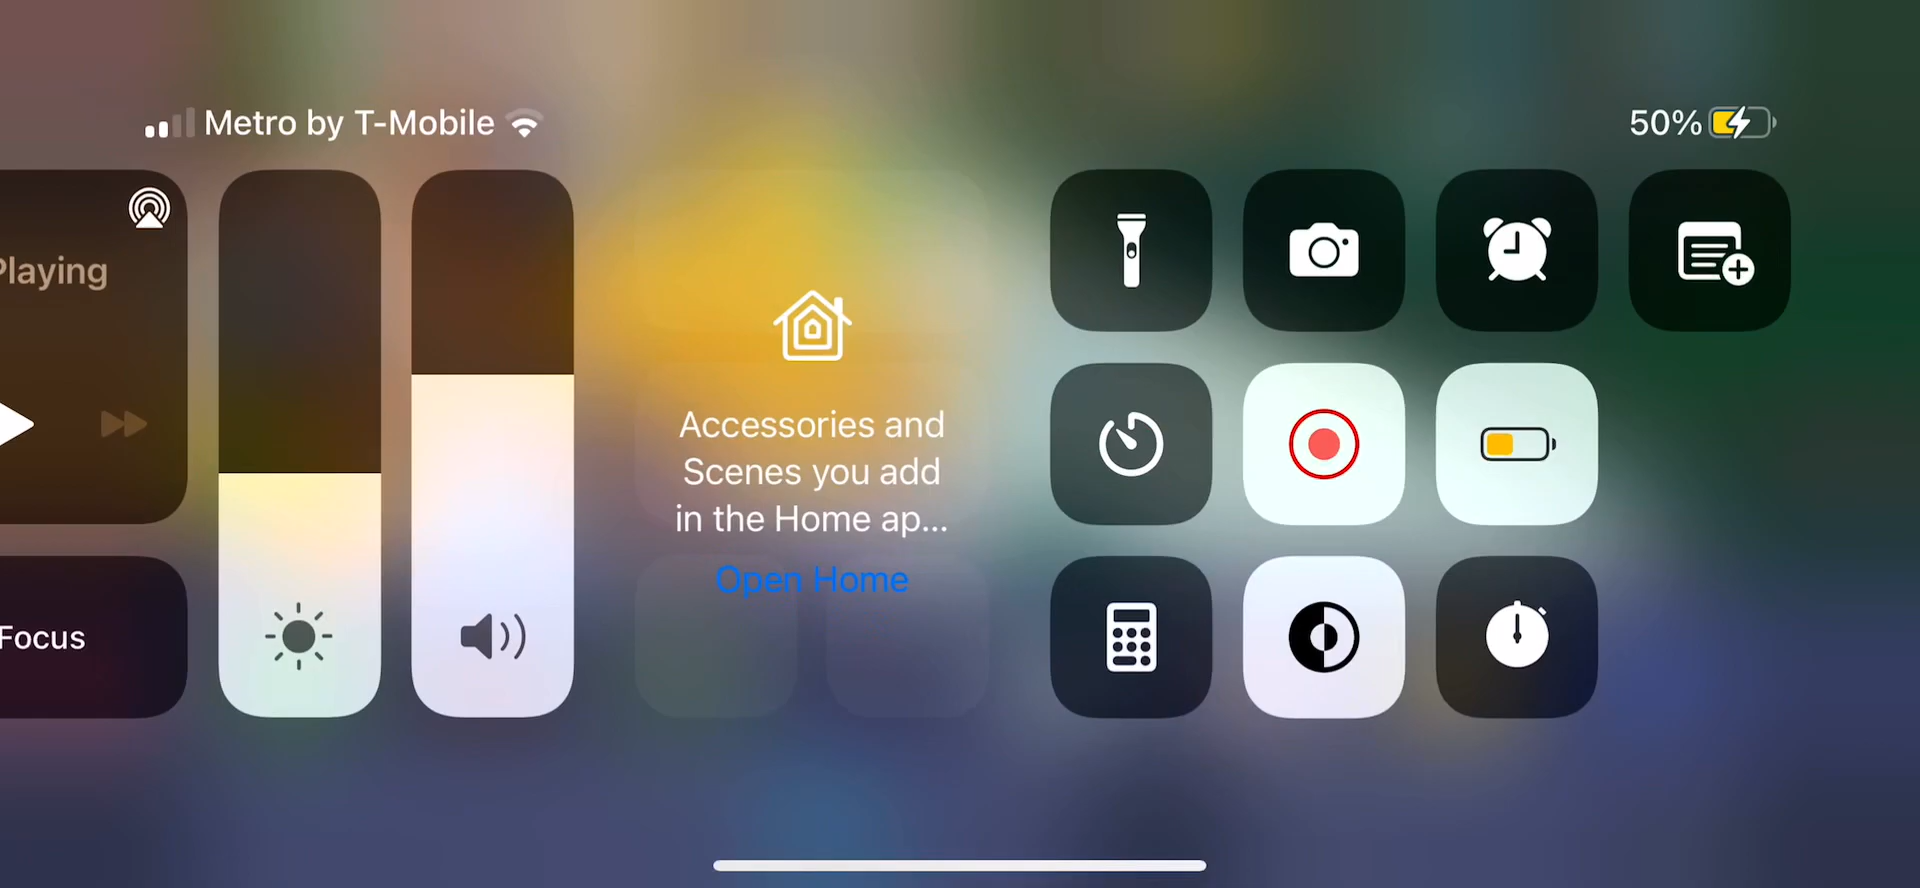 Metro by T-Mobile
50%
Playing
Accessories and
Scenes you add
in the Home ap...
Open Home
Focus